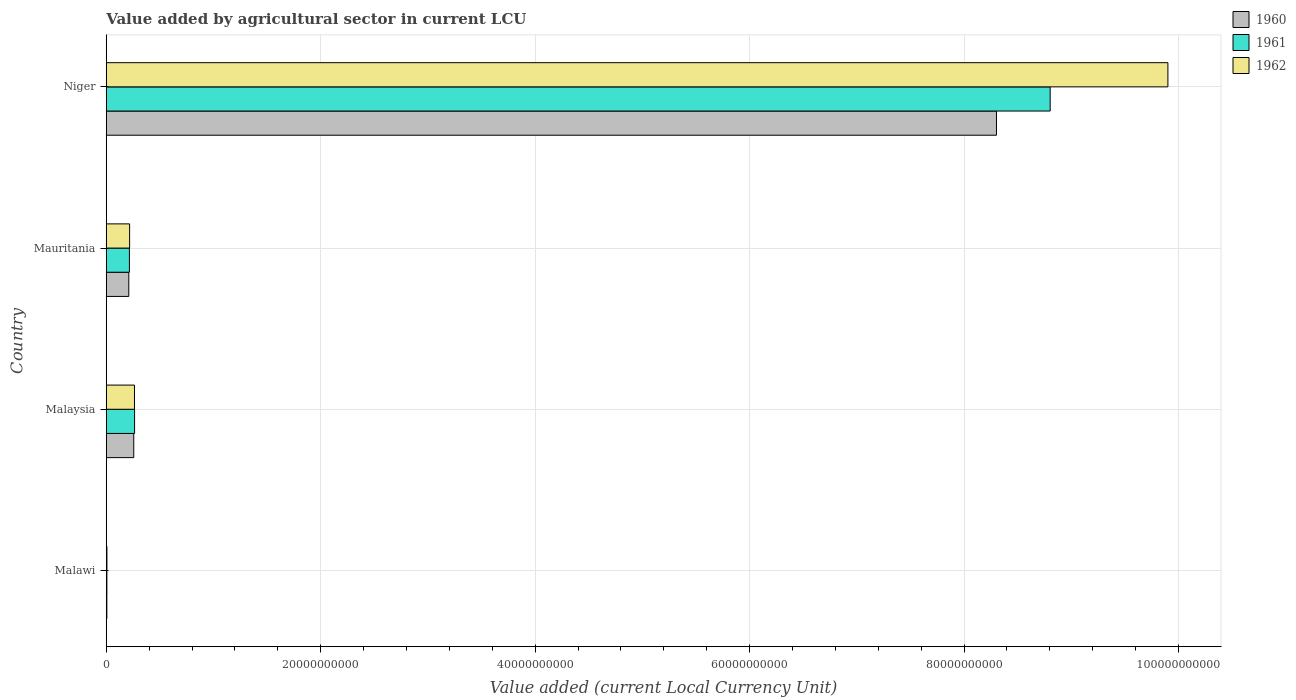 Value added by agricultural sector in current LCU
1960
1961
1962
Niger
Mauritania
Malaysia
Malawi
Country
0
20000000000
40000000000
60000000000
80000000000
100000000000
Value added (current Local Currency Unit)